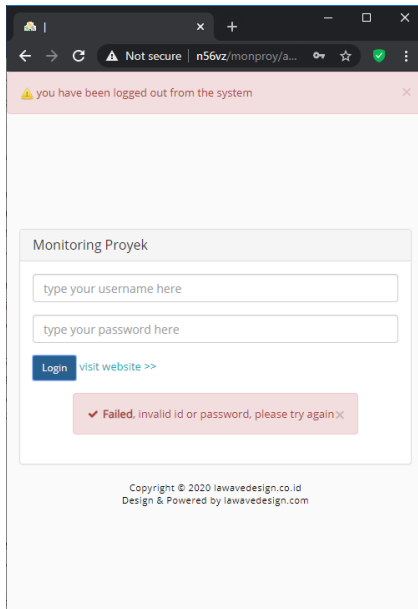 Not secure | n56vz/monproy/a...
you have been logged out from the system
Monitoring Proyek
type your username here
type your password here
Login visit website >>
Failed, invalid id or password, please try again
Copyright © 2020 lawavedesign.co.id
Design & Powered by lawavedesign.com